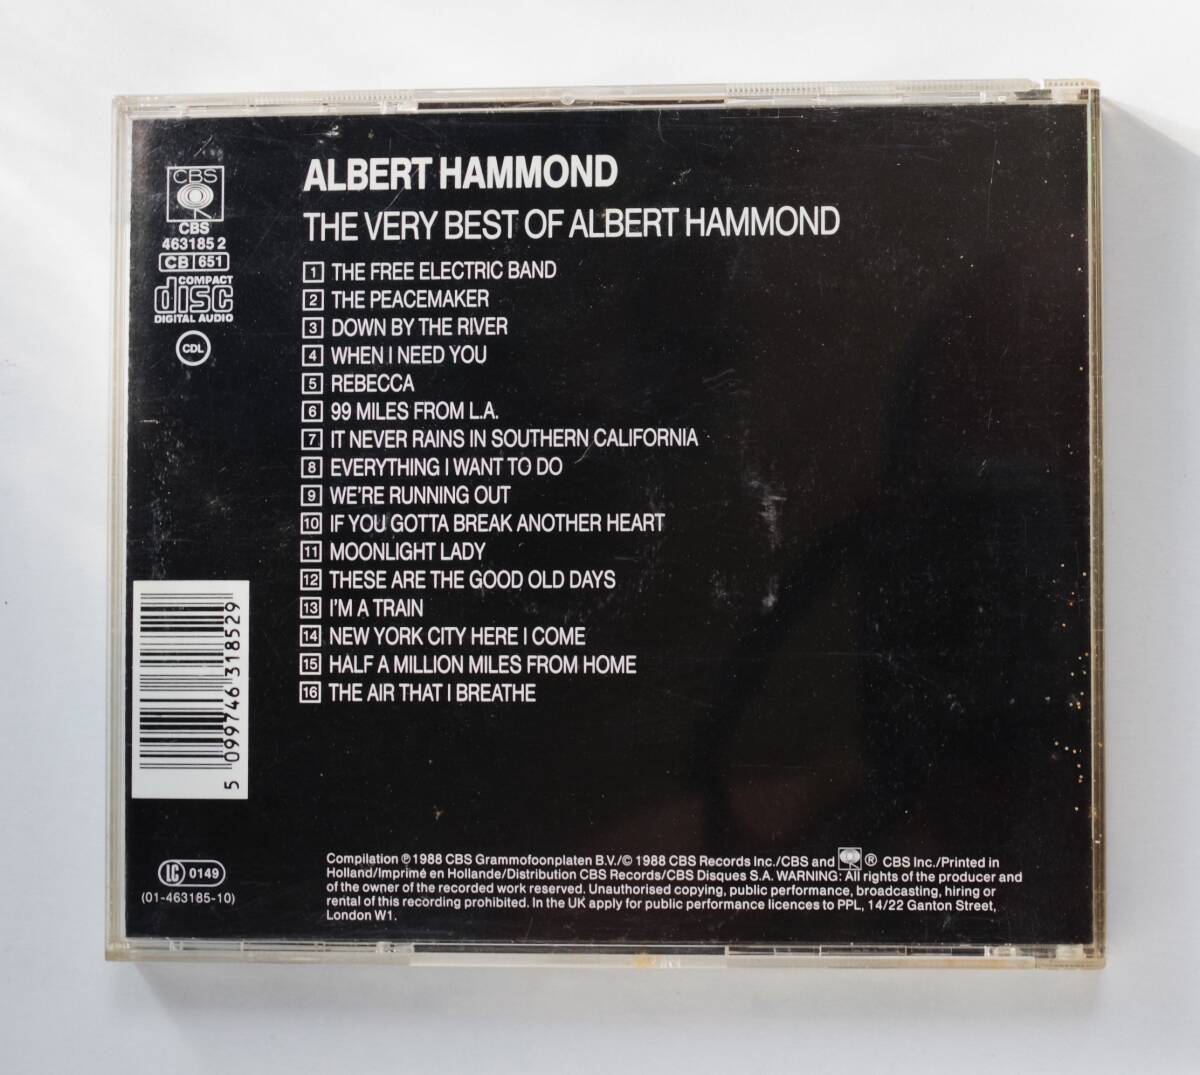 ALBERT HAMMOND
THE VERY BEST OF ALBERT HAMMOND
1 THE FREE ELECTRIC BAND
2 THE PEACEMAKER
3 DOWN BY THE RIVER
4 WHEN I NEED YOU
5 REBECCA
6 99 MILES FROM L.A.
7 IT NEVER RAINS IN SOUTHERN CALIFORNIA
8 EVERYTHING I WANT TO DO
9 WE'RE RUNNING OUT
10 IF YOU GOTTA BREAK ANOTHER HEART
11 MOONLIGHT LADY
12 THESE ARE THE GOOD OLD DAYS
13 I'M A TRAIN
14 NEW YORK CITY HERE I COME
15 HALF A MILLION MILES FROM HOME
16 THE AIR THAT I BREATHE
CBS
CBS
463185 2
CB 651
COMPACT
disc
DIGITAL AUDIO
CDL
5 099746 318529
LC 0149
(01-463185-10)
Compilation ℗ 1988 CBS Grammofoonplaten B.V./© 1988 CBS Records Inc./CBS and ® CBS Inc./Printed in
Holland/Imprimé en Hollande/Distribution CBS Records/CBS Disques S.A. WARNING: All rights of the producer and
of the owner of the recorded work reserved. Unauthorised copying, public performance, broadcasting, hiring or
rental of this recording prohibited. In the UK apply for public performance licences to PPL, 14/22 Ganton Street,
London W1.